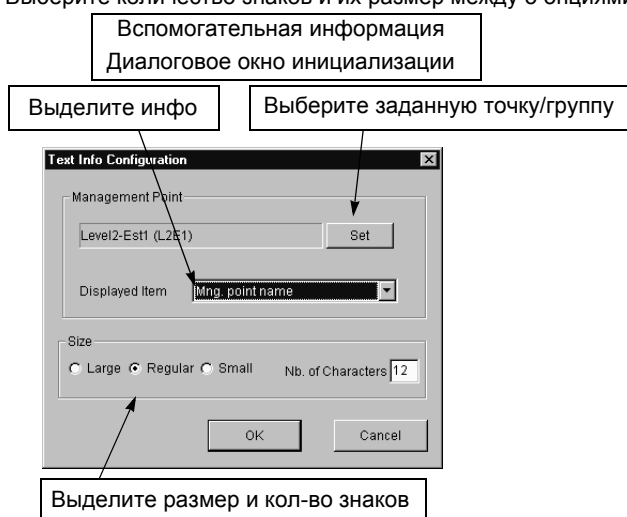 Выберите количество знаков и их размер между 3 опциями
Вспомогательная информация
Диалоговое окно инициализации
Выделите инфо
Выберите заданную точку/группу
Text Info Configuration
Management Point
Level2-Est1 (L2E1)
Set
Displayed Item
Mng. point name
Size
Large
Regular
Small
Nb. of Characters
12
OK
Cancel
Выделите размер и кол-во знаков